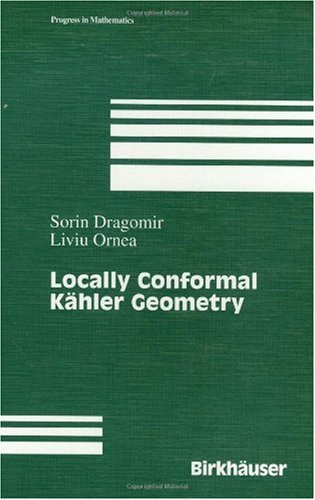 Progress in Mathematics
Sorin Dragomir
Liviu Ornea
Locally Conformal
Kähler Geometry
Birkhäuser